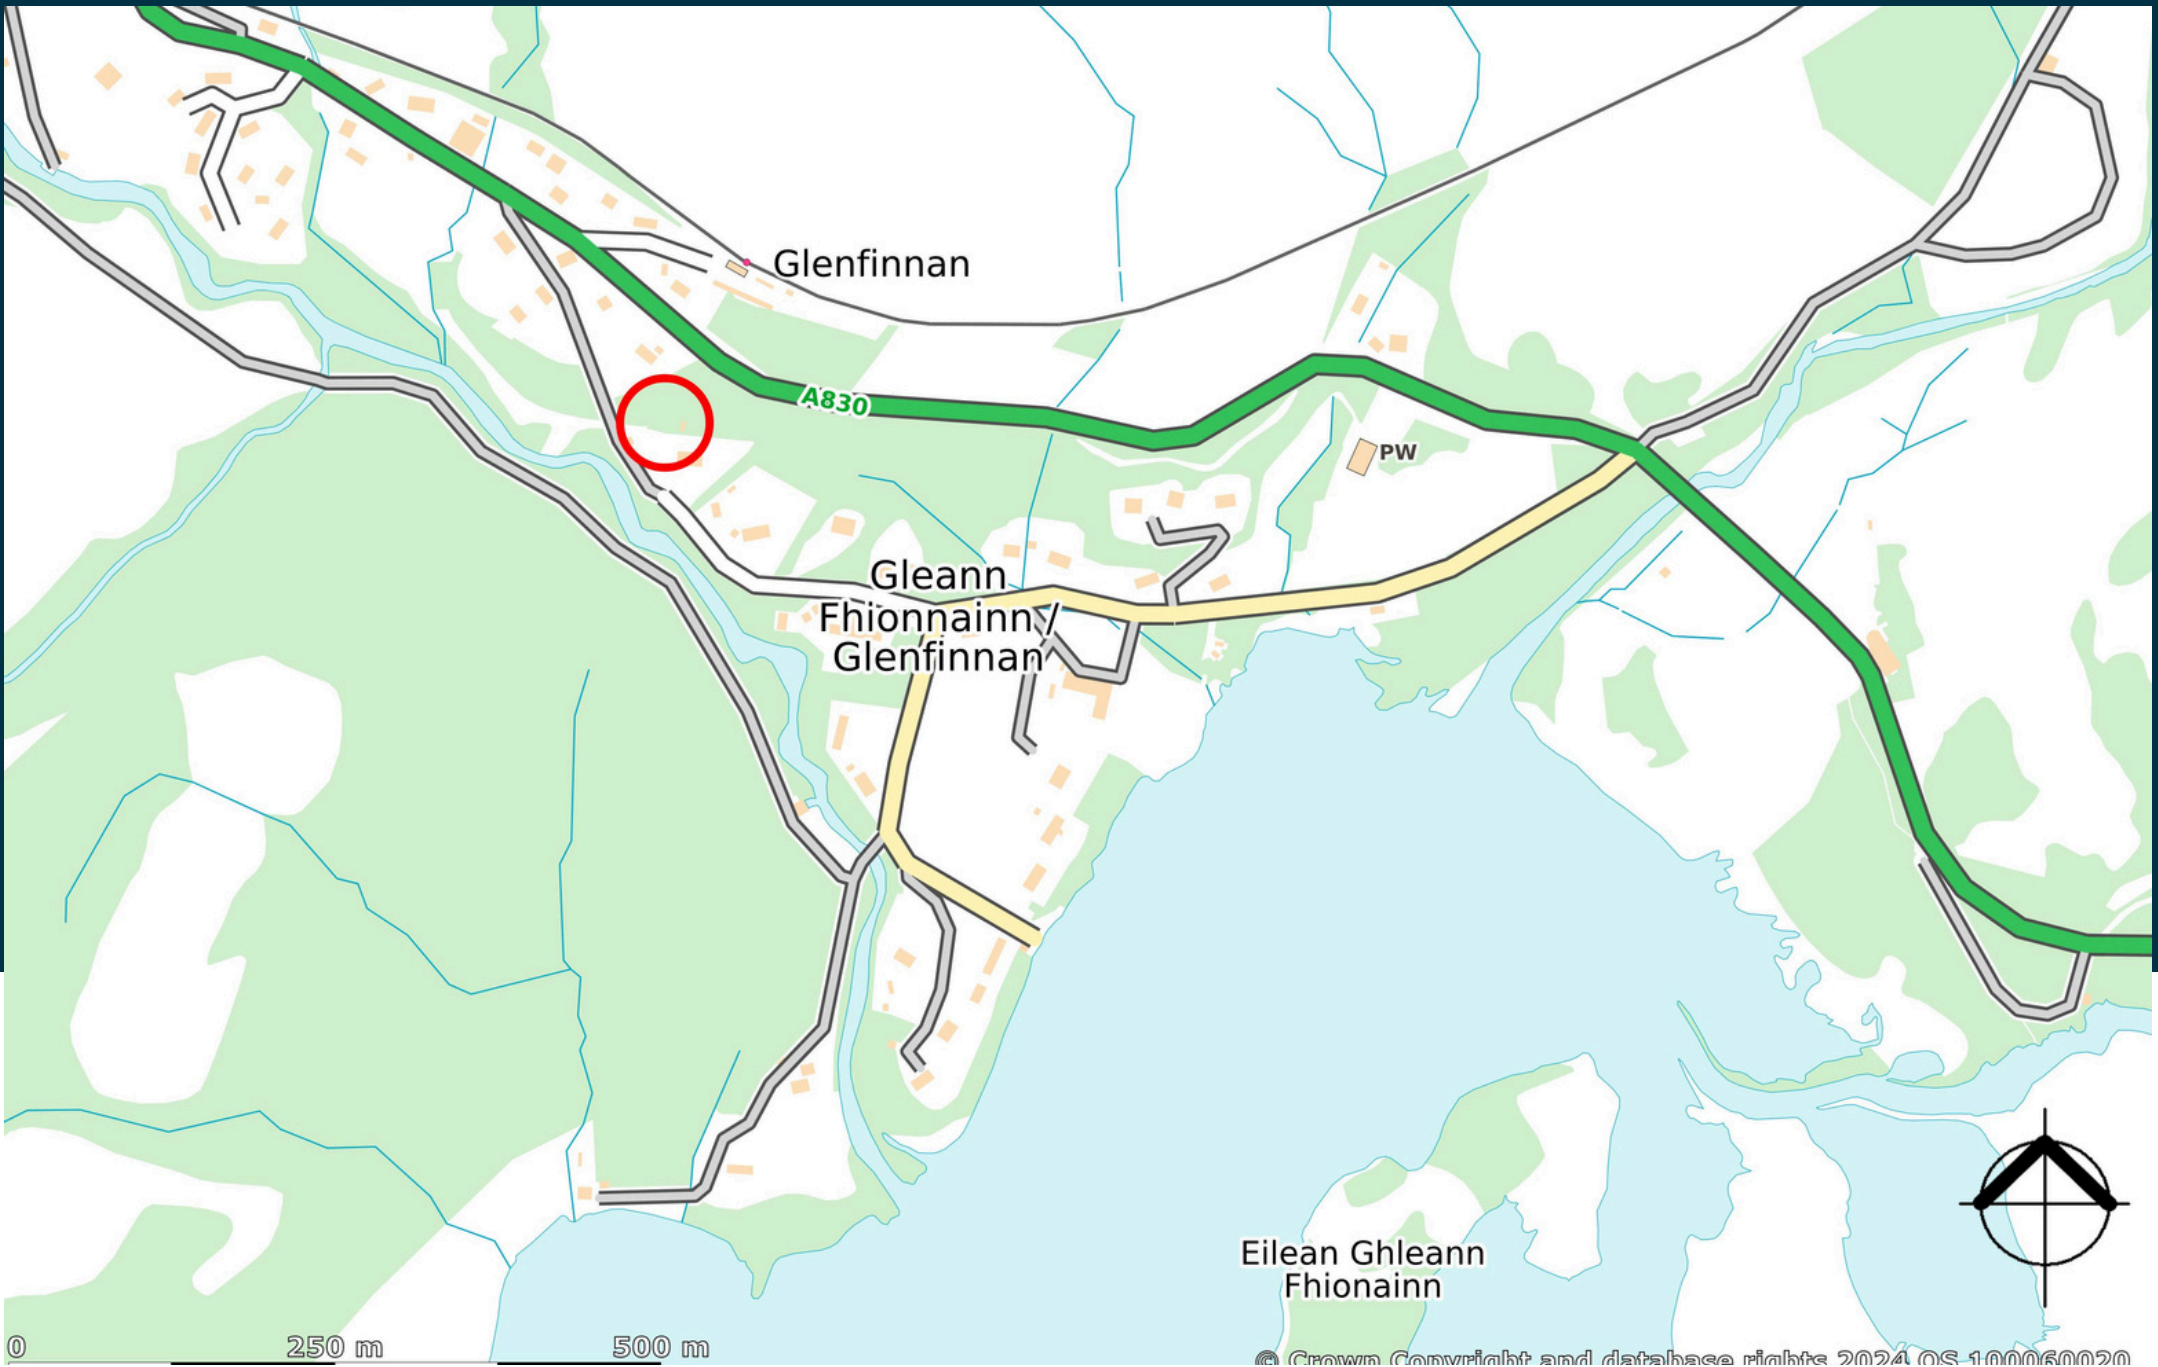 Glenfinnan
A830
PW
Gleann
Fhionnainn /
Glenfinnan
Eilean Ghleann
Fhionainn
0 250 m 500 m
© Crown Copyright and database rights 2024 OS 100060020